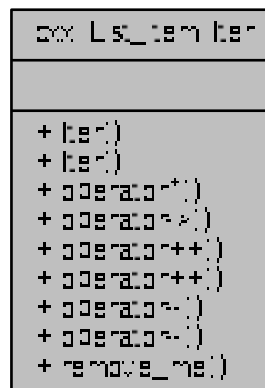 cxx List_item Iter
+ Iter()
+ Iter()
+ operator*()
+ operator->()
+ operator++()
+ operator++()
+ operator--()
+ operator--()
+ remove_me()